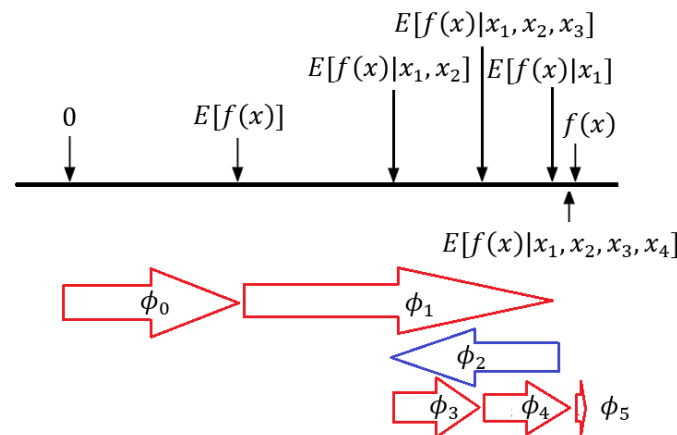 E[f(x)|x₁, x₂, x₃]
E[f(x)|x₁, x₂] E[f(x)|x₁]
0 E[f(x)] f(x)
E[f(x)|x₁, x₂, x₃, x₄]
ϕ₀ ϕ₁
ϕ₂
ϕ₃ ϕ₄ ϕ₅